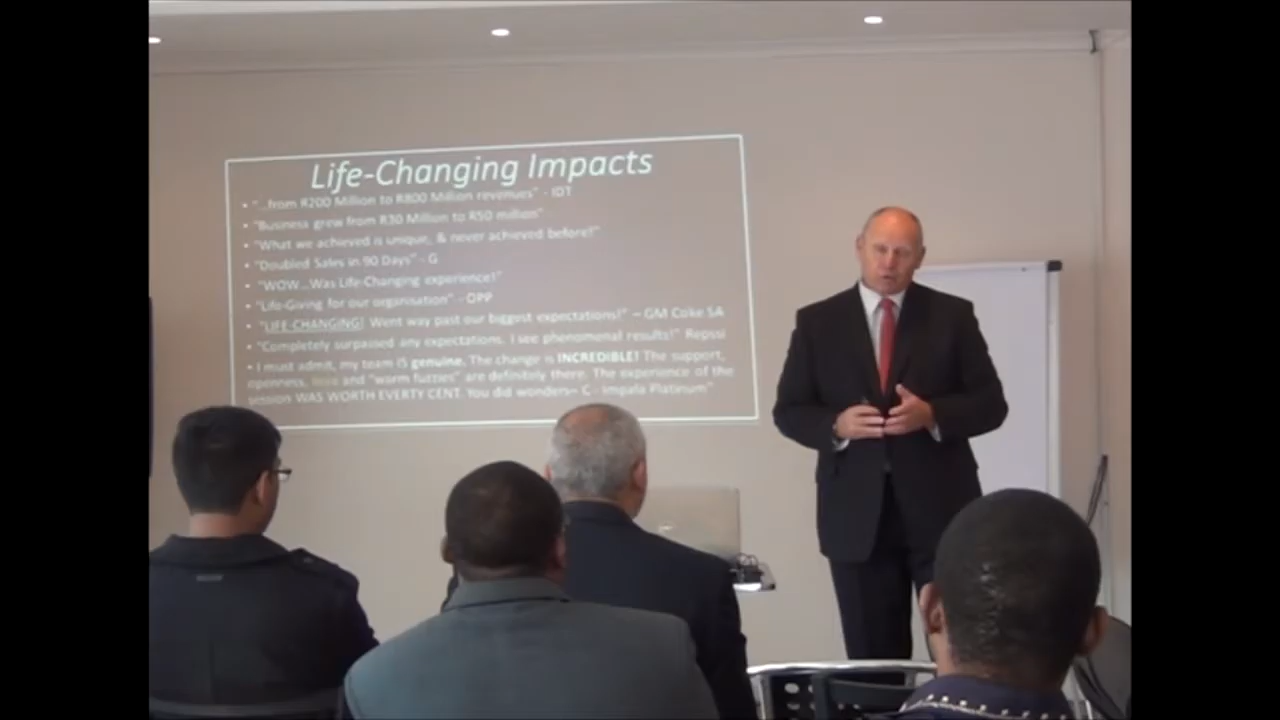 Life-Changing Impacts
• "...from R200 Million to R800 Million revenues" - IDT
• "Business grew from R30 Million to R50 million"
• "What we achieved is unique, & never achieved before!"
• "Doubled Sales in 90 Days" - G
• "WOW...Was Life-Changing experience!"
• "Life-Giving for our organisation" - OPP
• "LIFE-CHANGING! Went way past our biggest expectations!" – GM Coke SA
• "Completely surpassed any expectations. I see phenomenal results!" Repssi
• I must admit, my team IS genuine. The change is INCREDIBLE! The support,
openness, and "warm fuzzies" are definitely there. The experience of the
session WAS WORTH EVERTY CENT. You did wonders– C - Impala Platinum"